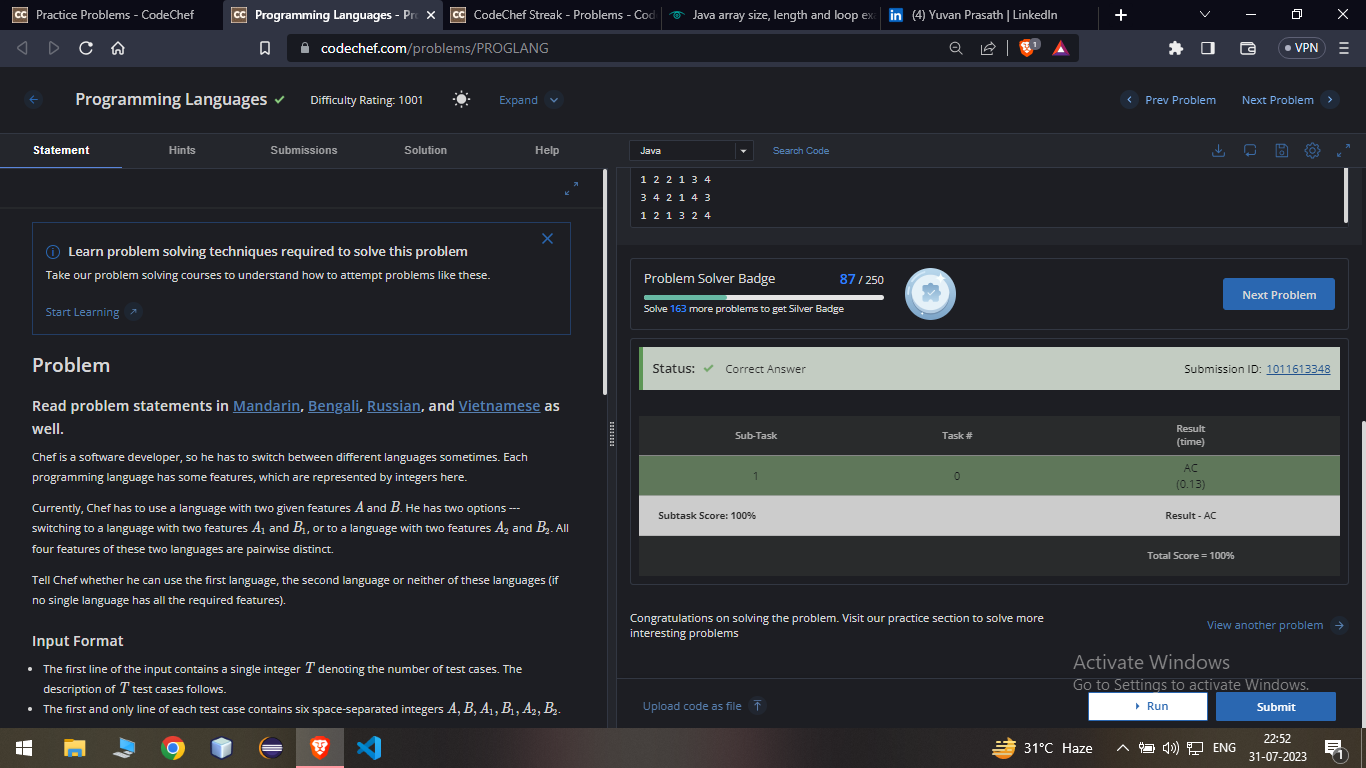 Practice Problems - CodeChef
Programming Languages - Pr
CodeChef Streak - Problems - Cod
Java array size, length and loop exa
(4) Yuvan Prasath | LinkedIn
codechef.com/problems/PROGLANG
1
VPN
Programming Languages
Difficulty Rating: 1001
Expand
Prev Problem
Next Problem
Statement
Hints
Submissions
Solution
Help
Java
Search Code
Learn problem solving techniques required to solve this problem
Take our problem solving courses to understand how to attempt problems like these.
Start Learning
Problem
Read problem statements in Mandarin, Bengali, Russian, and Vietnamese as
well.
Chef is a software developer, so he has to switch between different languages sometimes. Each
programming language has some features, which are represented by integers here.
Currently, Chef has to use a language with two given features A and B. He has two options ---
switching to a language with two features A₁ and B₁, or to a language with two features A₂ and B₂. All
four features of these two languages are pairwise distinct.
Tell Chef whether he can use the first language, the second language or neither of these languages (if
no single language has all the required features).
Input Format
• The first line of the input contains a single integer T denoting the number of test cases. The
description of T test cases follows.
• The first and only line of each test case contains six space-separated integers A, B, A₁, B₁, A₂, B₂.
1 2 2 1 3 4
3 4 2 1 4 3
1 2 1 3 2 4
Problem Solver Badge
87 / 250
Solve 163 more problems to get Silver Badge
Next Problem
Status:
Correct Answer
Submission ID: 1011613348
Sub-Task
Task #
Result
(time)
1
0
AC
(0.13)
Subtask Score: 100%
Result - AC
Total Score = 100%
Congratulations on solving the problem. Visit our practice section to solve more
interesting problems
View another problem
Activate Windows
Go to Settings to activate Windows.
Upload code as file
Run
Submit
31°C Haze
ENG
22:52
31-07-2023
1